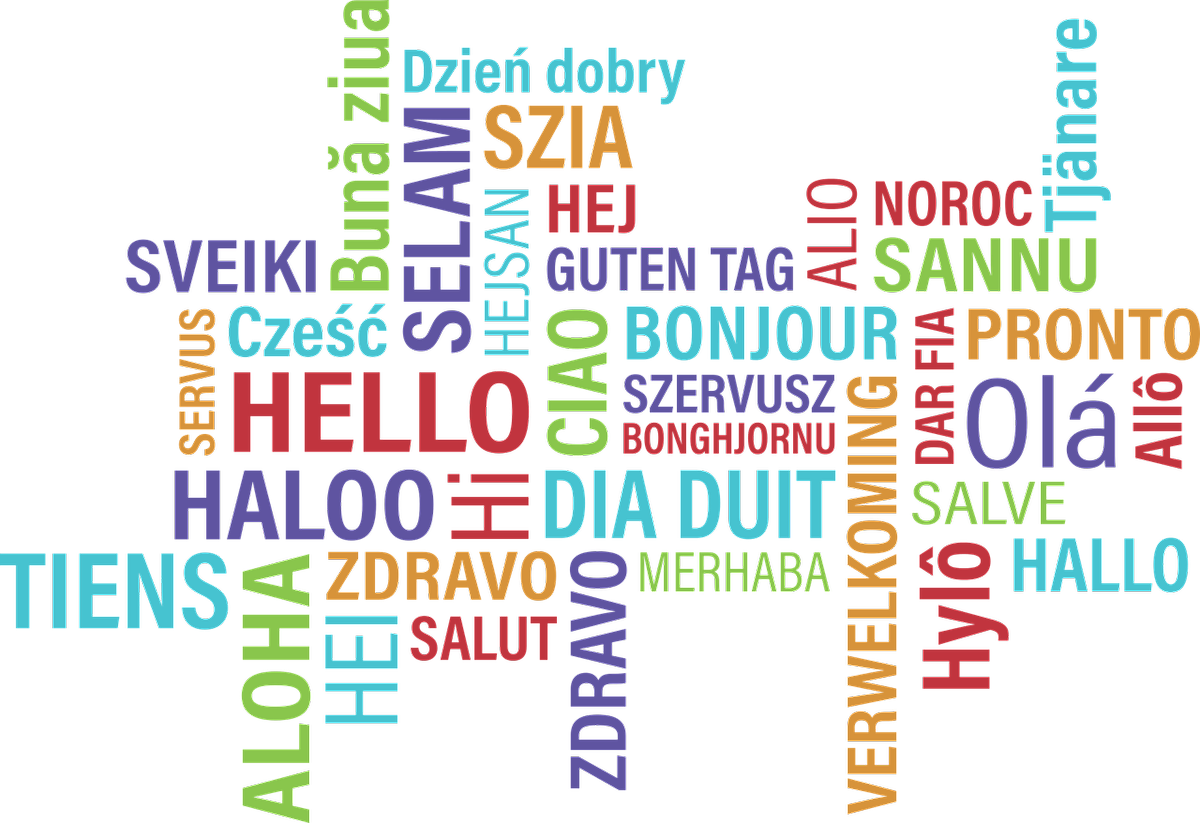 Bună ziua
Dzień dobry
Tjänare
SELAM
SZIA
HEJSAN
HEJ
ALIO
NOROC
SVEIKI
GUTEN TAG
SANNU
SERVUS
Cześć
CIAO
BONJOUR
DAR FIA
PRONTO
HELLO
SZERVUSZ
BONGHJORNU
VERWELKOMING
Olá
Allô
HALOO
Hi
DIA DUIT
SALVE
TIENS
ALOHA
ZDRAVO
ZDRAVO
MERHABA
Hylô
HALLO
HEI
SALUT